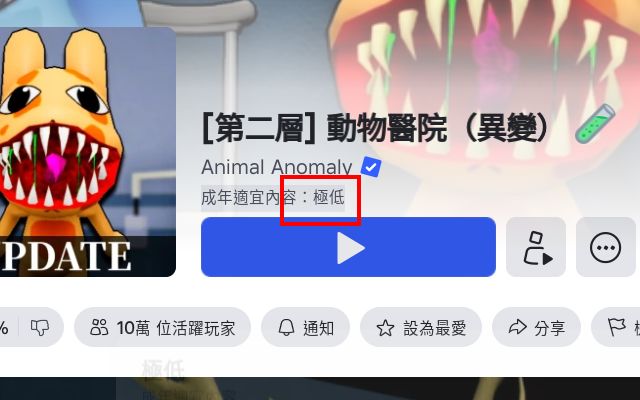 [第二層] 動物醫院（異變）🧪
Animal Anomaly
成年適宜內容：極低
UPDATE
%
10萬 位活躍玩家
通知
設為最愛
分享
極低